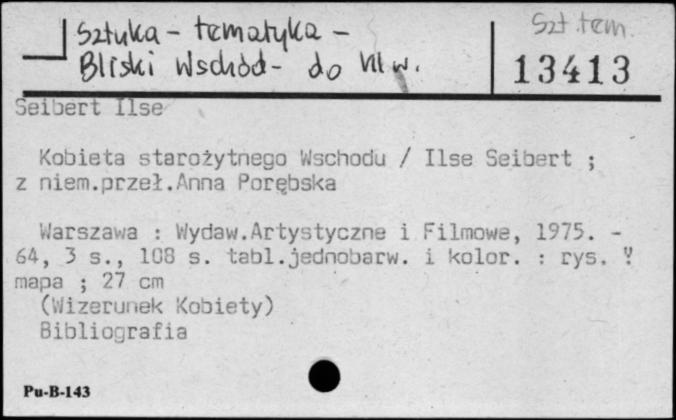 Sztuka - tematyka -
Szt. tem.
Bliski Wschód - do VII w.
13413
Seibert Ilse
Kobieta starożytnego Wschodu / Ilse Seibert ;
z niem.przeł.Anna Porębska
Warszawa : Wydaw.Artystyczne i Filmowe, 1975. -
64, 3 s., 108 s. tabl.jednobarw. i kolor. : rys.
mapa ; 27 cm
(Wizerunek Kobiety)
Bibliografia
Pu-B-143